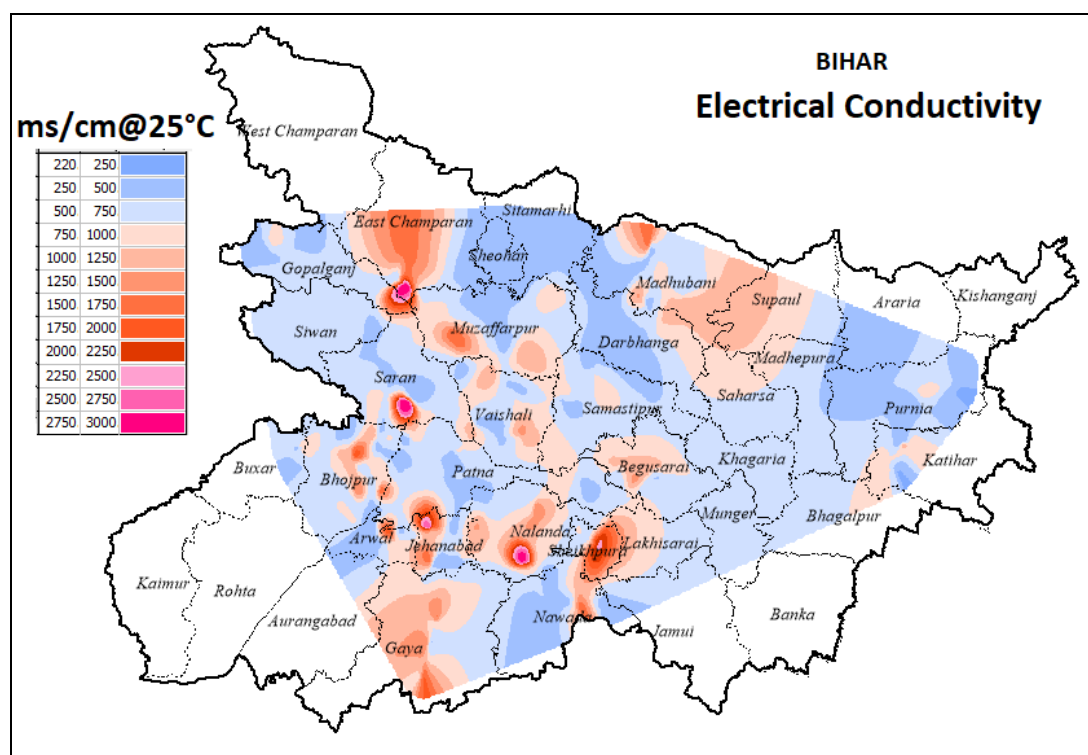 BIHAR
Electrical Conductivity
ms/cm@25°C
220 250
250 500
500 750
750 1000
1000 1250
1250 1500
1500 1750
1750 2000
2000 2250
2250 2500
2500 2750
2750 3000
West Champaran
East Champaran
Sitamarhi
Sheohan
Gopalganj
Madhubani
Supaul
Araria
Kishanganj
Siwan
Muzaffarpur
Darbhanga
Madhepura
Saran
Vaishali
Samastipur
Saharsa
Purnia
Buxar
Bhojpur
Patna
Begusarai
Khagaria
Katihar
Arwal
Jehanabad
Nalanda
Sheikhpura
Lakhisarai
Munger
Bhagalpur
Kaimur
Rohta
Aurangabad
Gaya
Nawada
Jamui
Banka